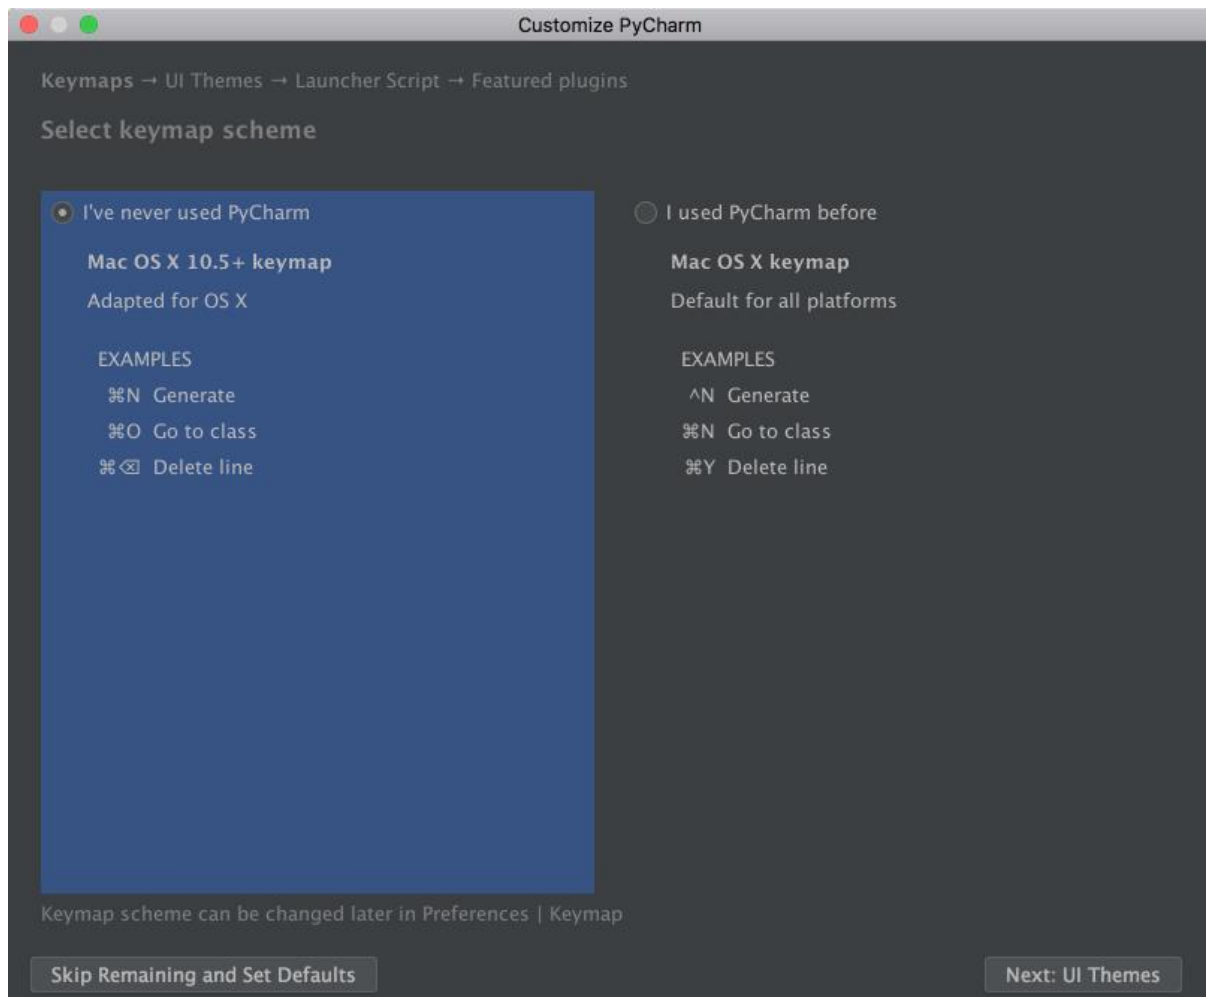 Customize PyCharm
Keymaps → UI Themes → Launcher Script → Featured plugins
Select keymap scheme
I've never used PyCharm
Mac OS X 10.5+ keymap
Adapted for OS X
EXAMPLES
⌘N Generate
⌘O Go to class
⌘⌫ Delete line
I used PyCharm before
Mac OS X keymap
Default for all platforms
EXAMPLES
^N Generate
⌘N Go to class
⌘Y Delete line
Keymap scheme can be changed later in Preferences | Keymap
Skip Remaining and Set Defaults
Next: UI Themes